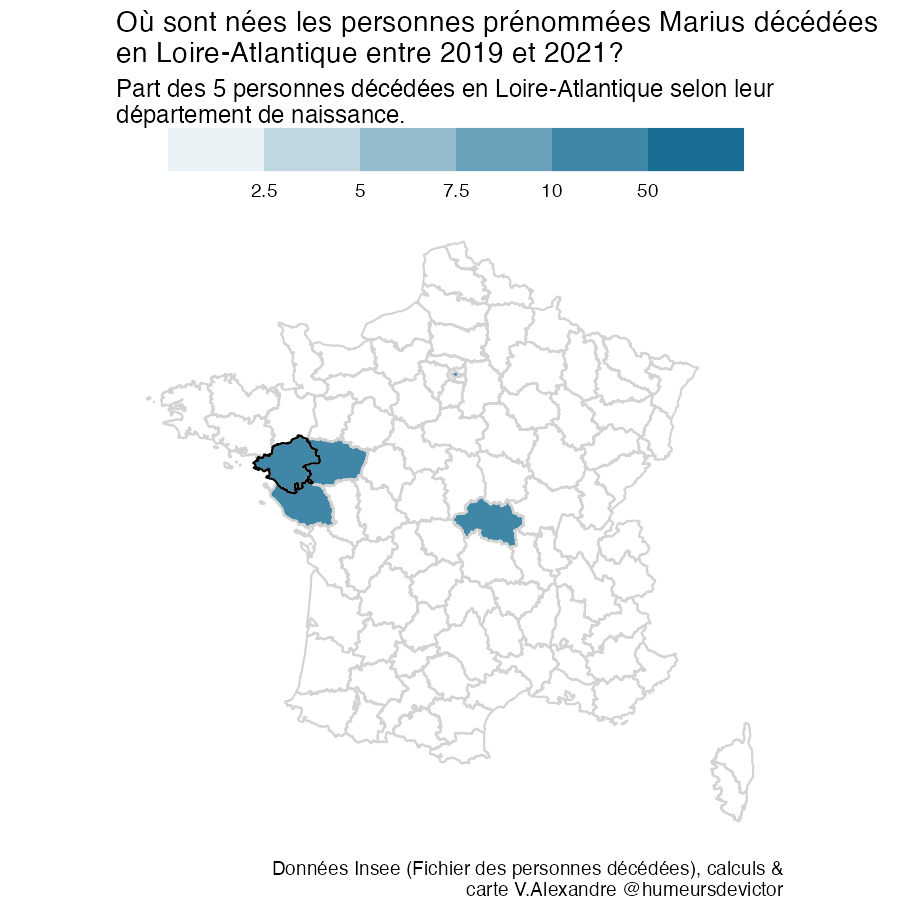 Où sont nées les personnes prénommées Marius décédées
en Loire-Atlantique entre 2019 et 2021?
Part des 5 personnes décédées en Loire-Atlantique selon leur
département de naissance.
2.5 5 7.5 10 50
Données Insee (Fichier des personnes décédées), calculs &
carte V.Alexandre @humeursdevictor